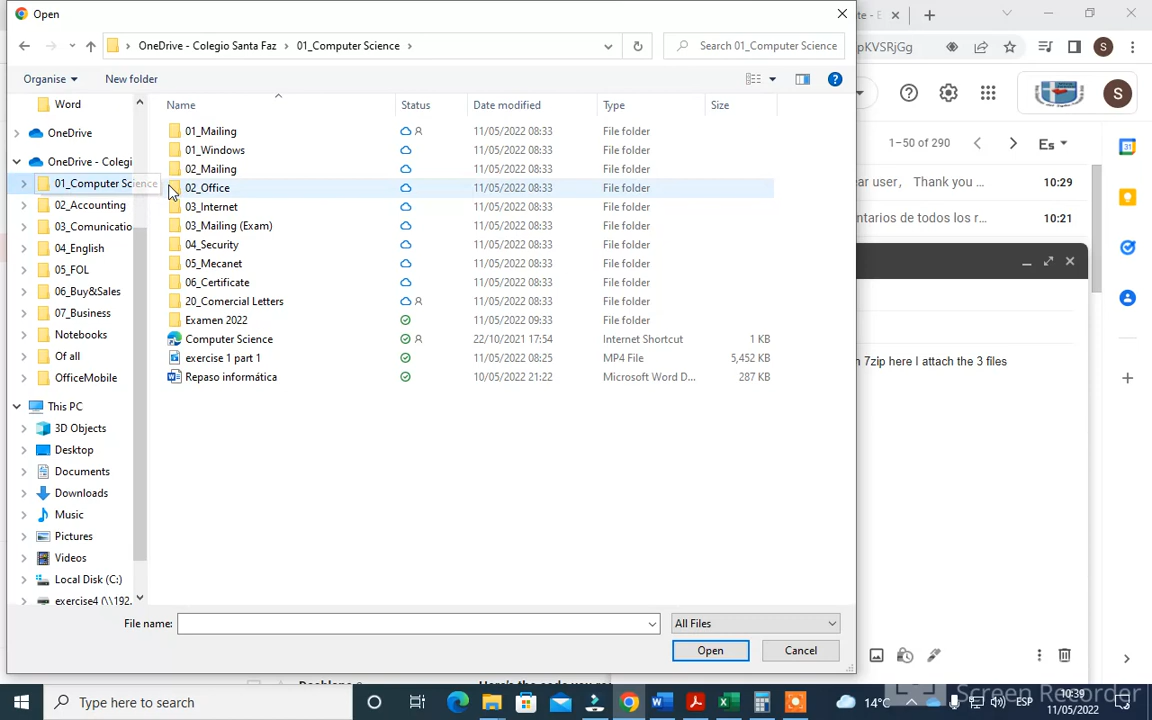 Open
te - E
OneDrive - Colegio Santa Faz > 01_Computer Science >
Search 01_Computer Science
pKVSRjGg
S
Organise
New folder
S
Word
OneDrive
OneDrive - Colegi
01_Computer Science
02_Accounting
03_Comunicatio
04_English
05_FOL
06_Buy&Sales
07_Business
Notebooks
Of all
OfficeMobile
This PC
3D Objects
Desktop
Documents
Downloads
Music
Pictures
Videos
Local Disk (C:)
exercise4 (\\192.
Name Status Date modified Type Size
01_Mailing 11/05/2022 08:33 File folder
01_Windows 11/05/2022 08:33 File folder
02_Mailing 11/05/2022 08:33 File folder
02_Office 11/05/2022 08:33 File folder
03_Internet 11/05/2022 08:33 File folder
03_Mailing (Exam) 11/05/2022 08:33 File folder
04_Security 11/05/2022 08:33 File folder
05_Mecanet 11/05/2022 08:33 File folder
06_Certificate 11/05/2022 08:33 File folder
20_Comercial Letters 11/05/2022 08:33 File folder
Examen 2022 11/05/2022 09:33 File folder
Computer Science 22/10/2021 17:54 Internet Shortcut 1 KB
exercise 1 part 1 11/05/2022 08:25 MP4 File 5,452 KB
Repaso informática 10/05/2022 21:22 Microsoft Word D... 287 KB
File name:
All Files
Open
Cancel
1–50 of 290
Es
31
ear user, Thank you ... 10:29
entarios de todos los r... 10:21
n 7zip here I attach the 3 files
Here's the code you re
Type here to search
14°C
ESP
10:39
11/05/2022
Screen Recorder